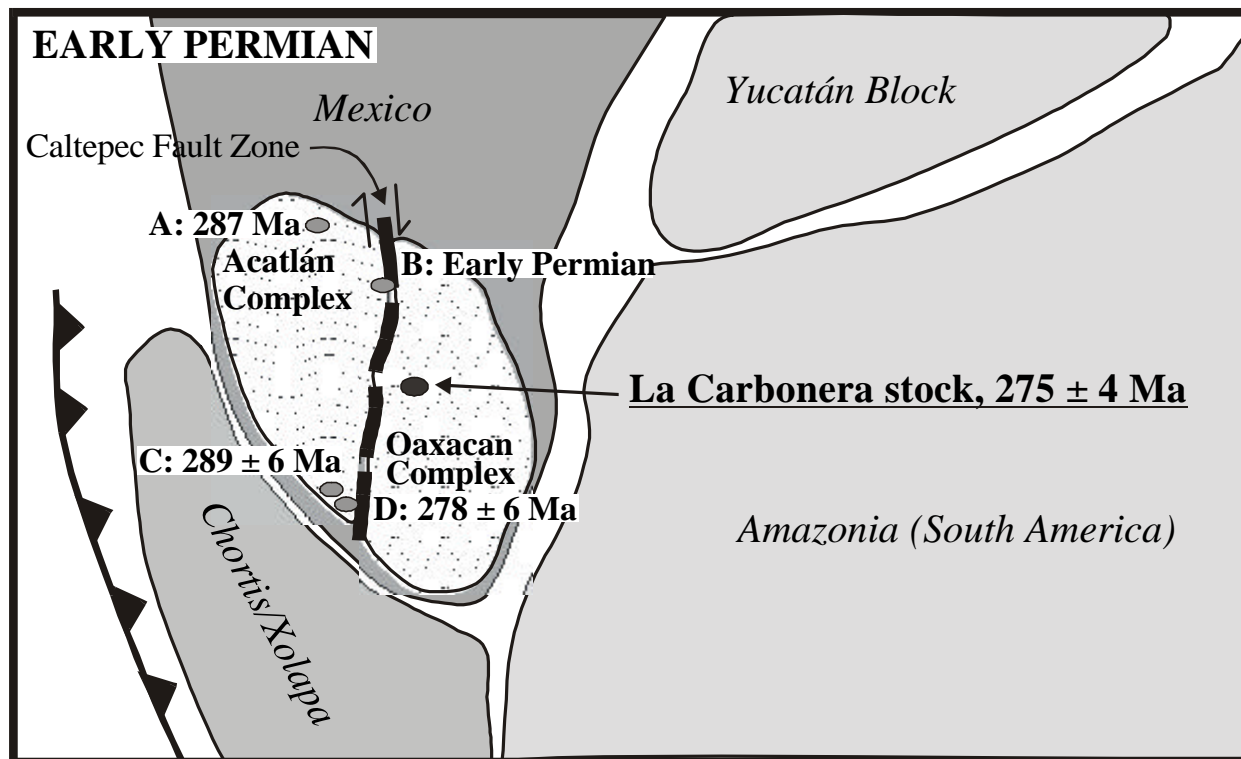 EARLY PERMIAN
Mexico
Yucatán Block
Caltepec Fault Zone
A: 287 Ma
Acatlán
Complex
B: Early Permian
La Carbonera stock, 275 ± 4 Ma
Oaxacan
Complex
C: 289 ± 6 Ma
D: 278 ± 6 Ma
Chortis/Xolapa
Amazonia (South America)